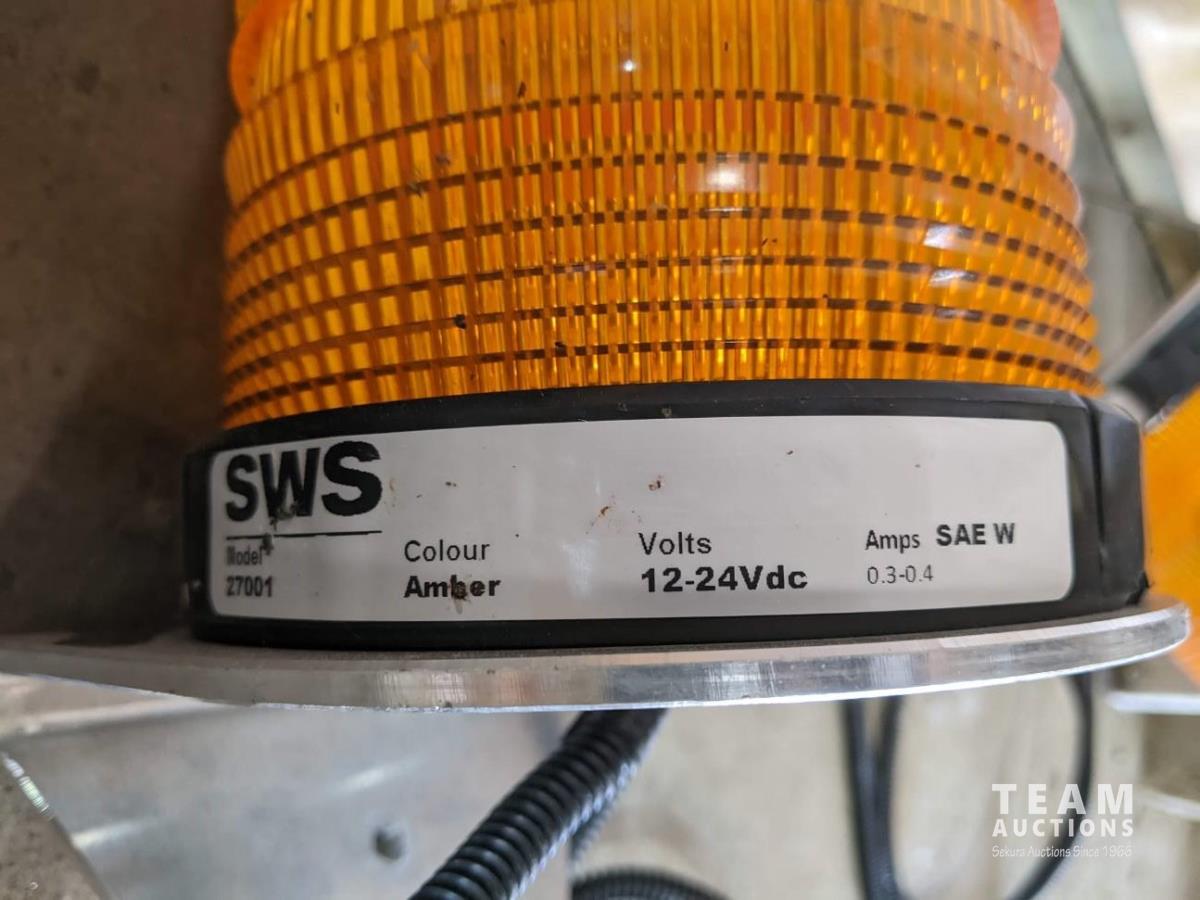 SWS
Model
27001
Colour
Amber
Volts
12-24Vdc
Amps SAE W
0.3-0.4
TEAM
AUCTIONS
Sekura Auctions Since 1966